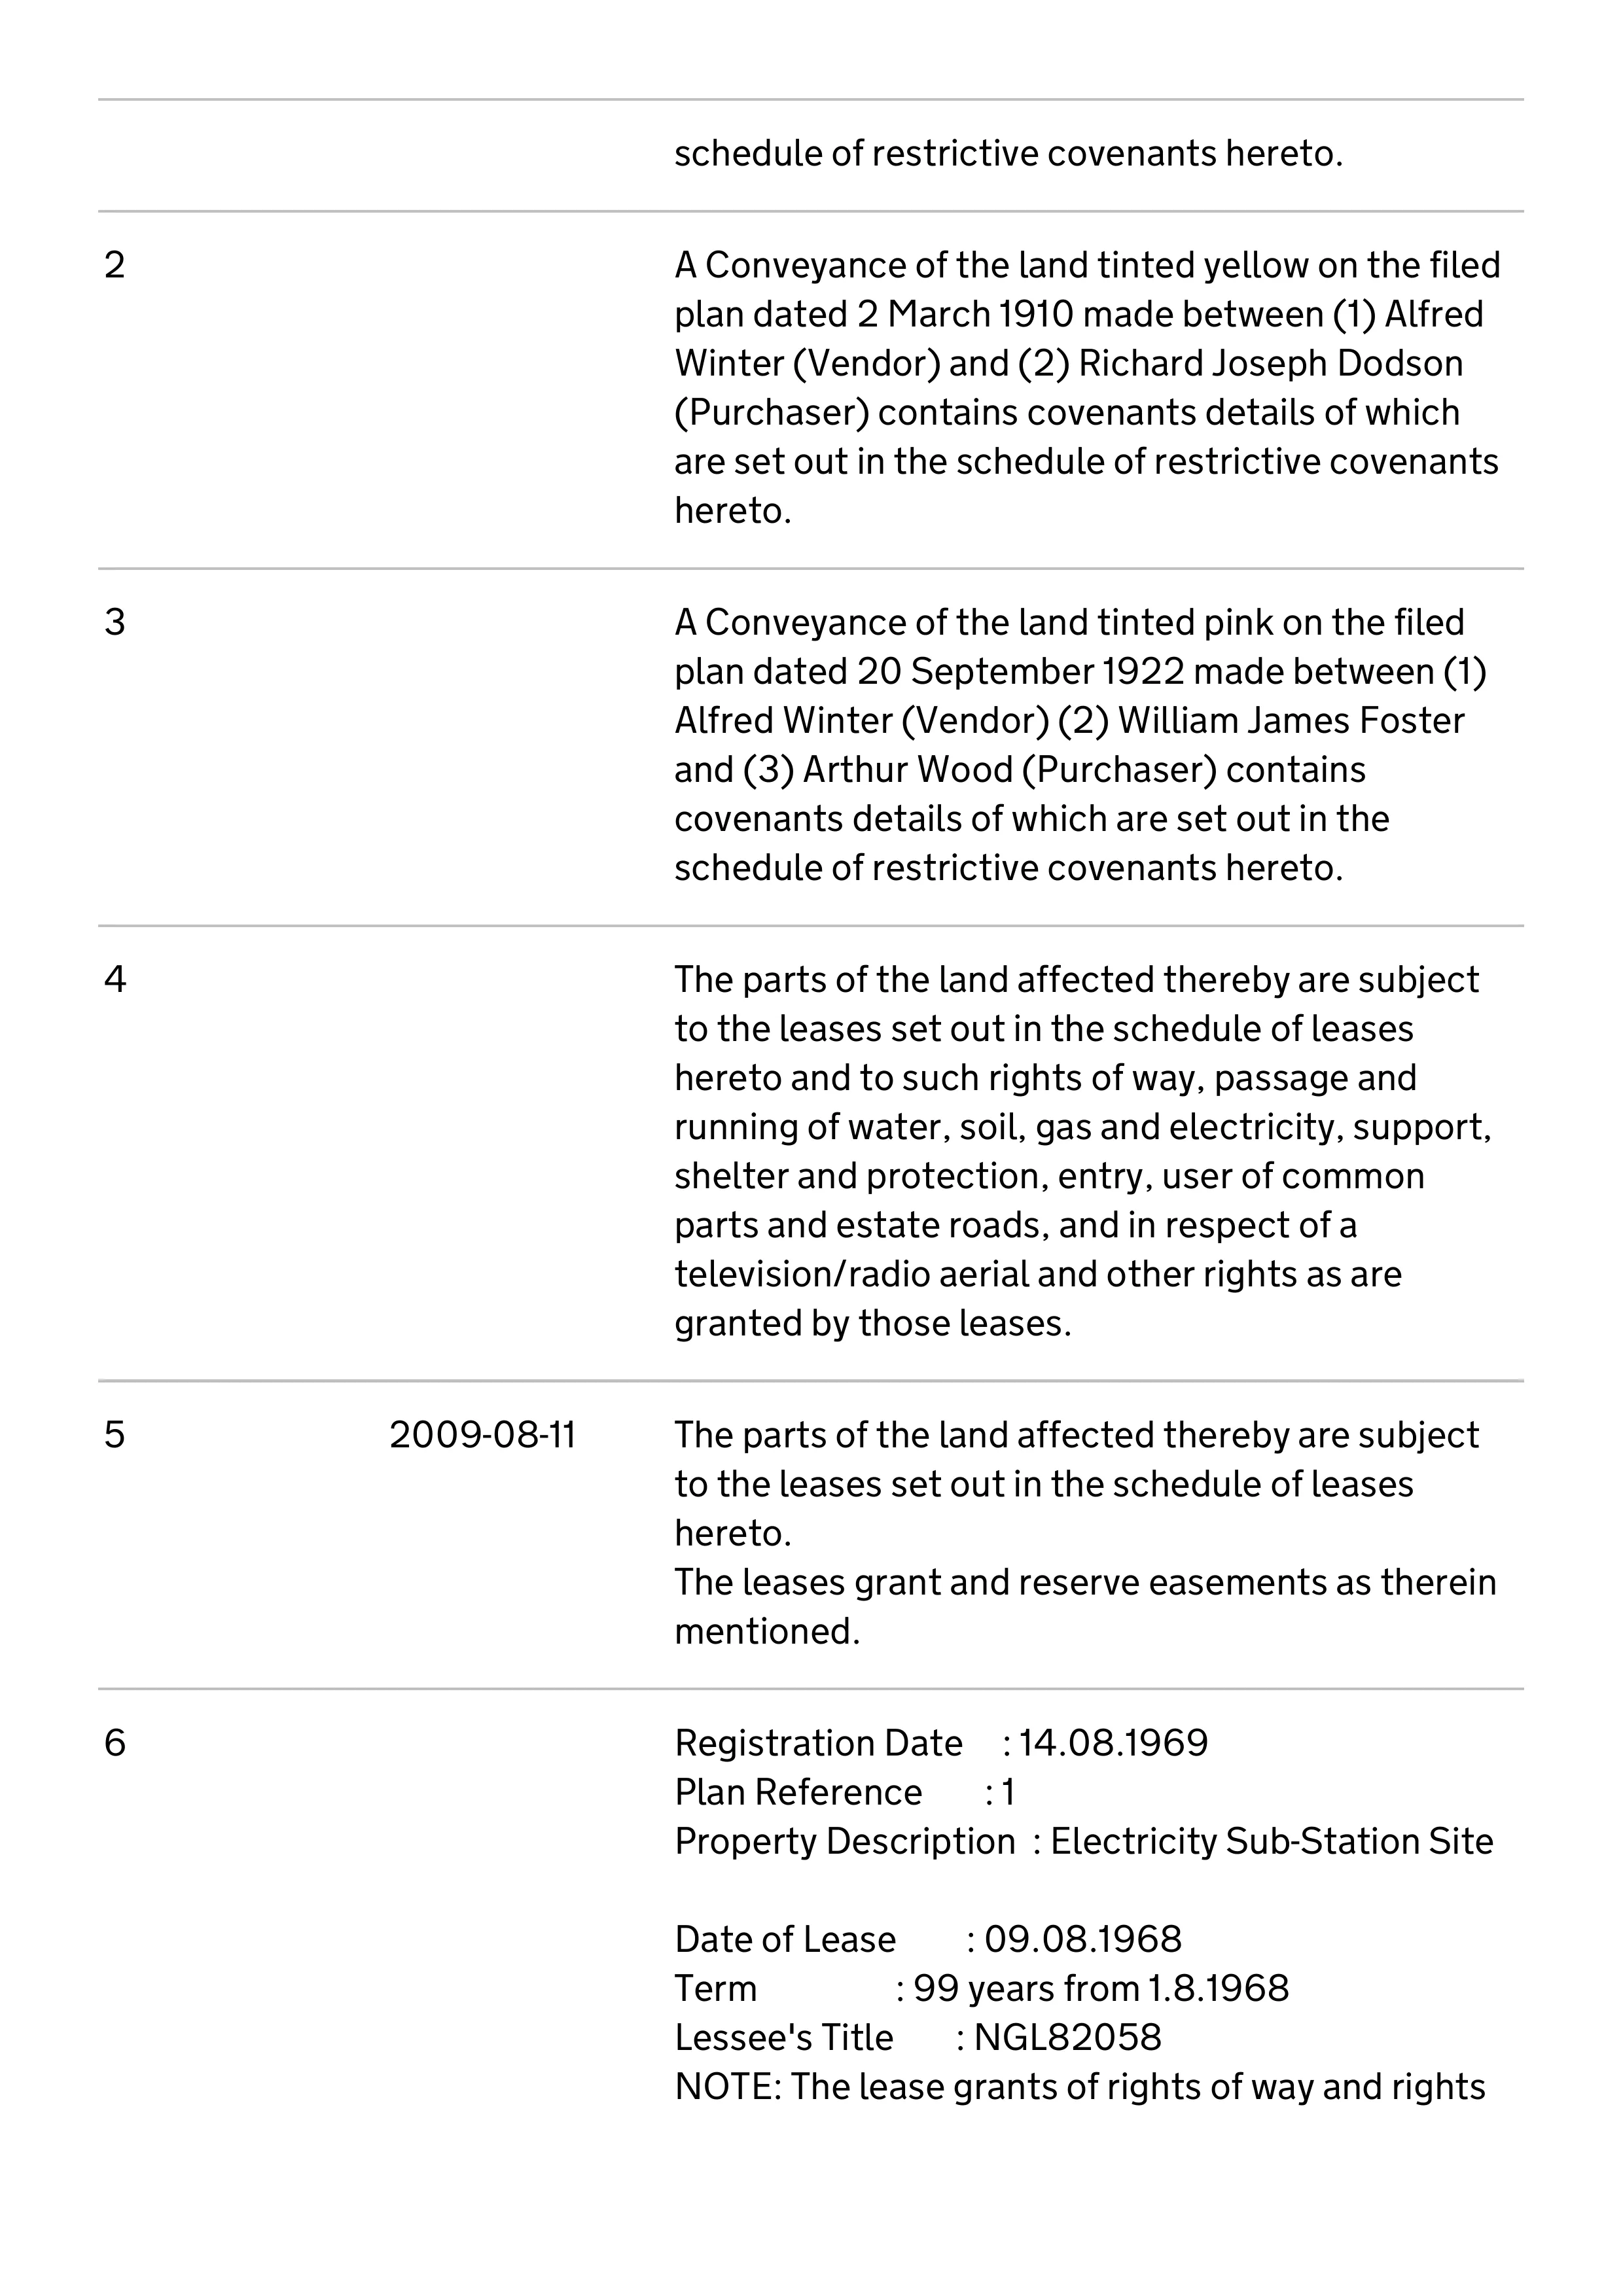 schedule of restrictive covenants hereto.
2
A Conveyance of the land tinted yellow on the filed
plan dated 2 March 1910 made between (1) Alfred
Winter (Vendor) and (2) Richard Joseph Dodson
(Purchaser) contains covenants details of which
are set out in the schedule of restrictive covenants
hereto.
3
A Conveyance of the land tinted pink on the filed
plan dated 20 September 1922 made between (1)
Alfred Winter (Vendor) (2) William James Foster
and (3) Arthur Wood (Purchaser) contains
covenants details of which are set out in the
schedule of restrictive covenants hereto.
4
The parts of the land affected thereby are subject
to the leases set out in the schedule of leases
hereto and to such rights of way, passage and
running of water, soil, gas and electricity, support,
shelter and protection, entry, user of common
parts and estate roads, and in respect of a
television/radio aerial and other rights as are
granted by those leases.
5 2009-08-11
The parts of the land affected thereby are subject
to the leases set out in the schedule of leases
hereto.
The leases grant and reserve easements as therein
mentioned.
6
Registration Date : 14.08.1969
Plan Reference : 1
Property Description : Electricity Sub-Station Site
Date of Lease : 09.08.1968
Term : 99 years from 1.8.1968
Lessee's Title : NGL82058
NOTE: The lease grants of rights of way and rights